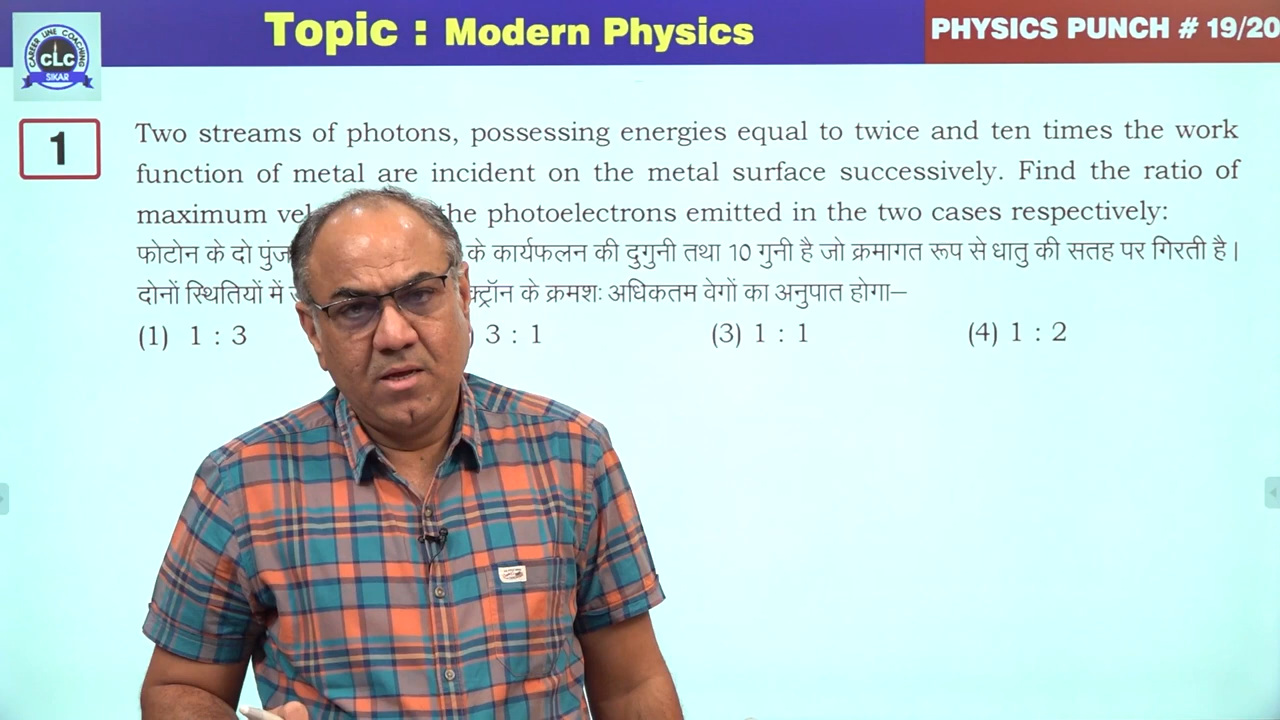 Topic : Modern Physics
PHYSICS PUNCH # 19/20
CAREER LINE COACHING
CLC
SIKAR
1
Two streams of photons, possessing energies equal to twice and ten times the work
function of metal are incident on the metal surface successively. Find the ratio of
maximum the photoelectrons emitted in the two cases respectively:
फोटोन के दो पुंज के कार्यफलन की दुगुनी तथा 10 गुनी है जो क्रमागत रूप से धातु की सतह पर गिरती है।
दोनों स्थितियों में के क्रमशः अधिकतम वेगों का अनुपात होगा–
(1) 1 : 3 3 : 1 (3) 1 : 1 (4) 1 : 2